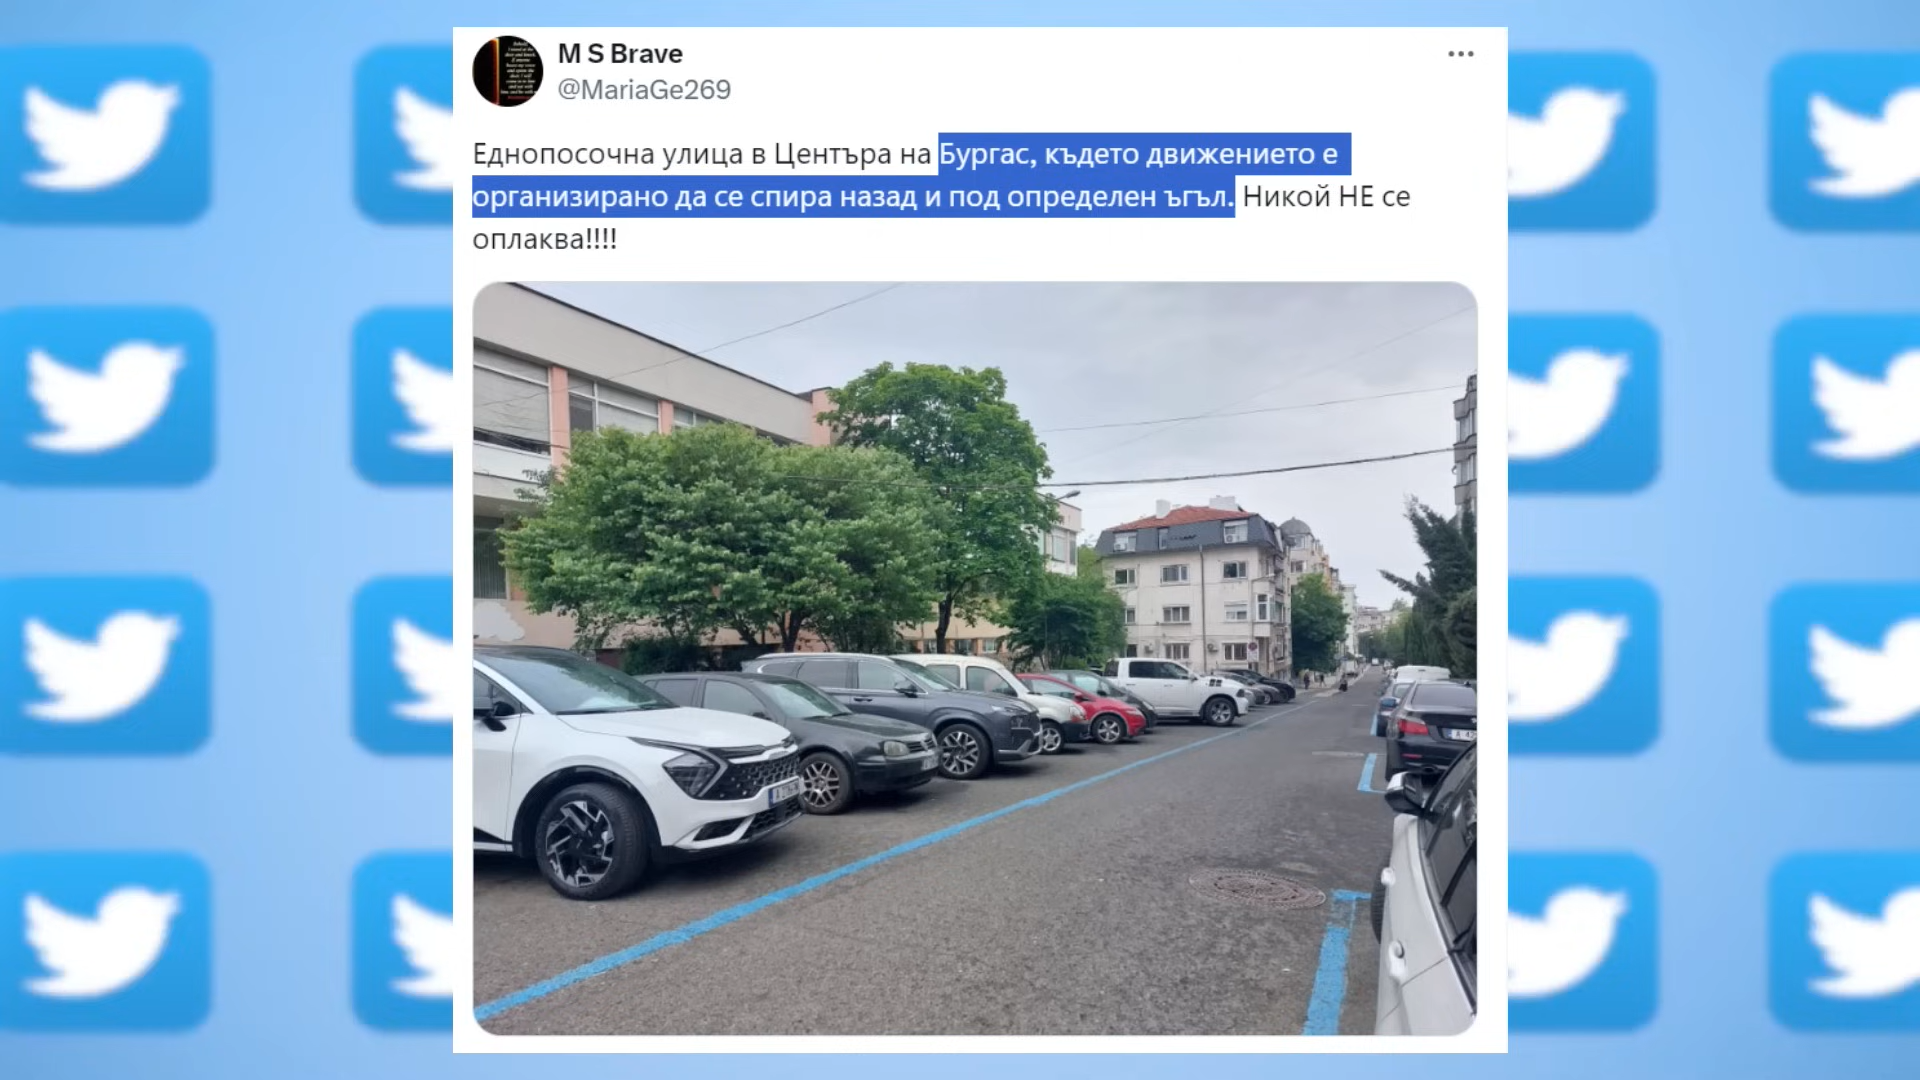 M S Brave
@MariaGe269
Еднопосочна улица в Центъра на Бургас, където движението е
организирано да се спира назад и под определен ъгъл. Никой НЕ се
оплаква!!!!